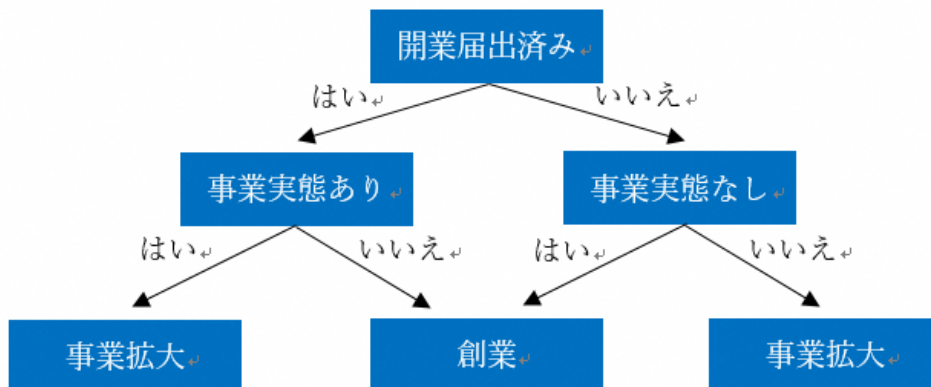 開業届出済み
はい
いいえ
事業実態あり
事業実態なし
はい
いいえ
はい
いいえ
事業拡大
創業
事業拡大